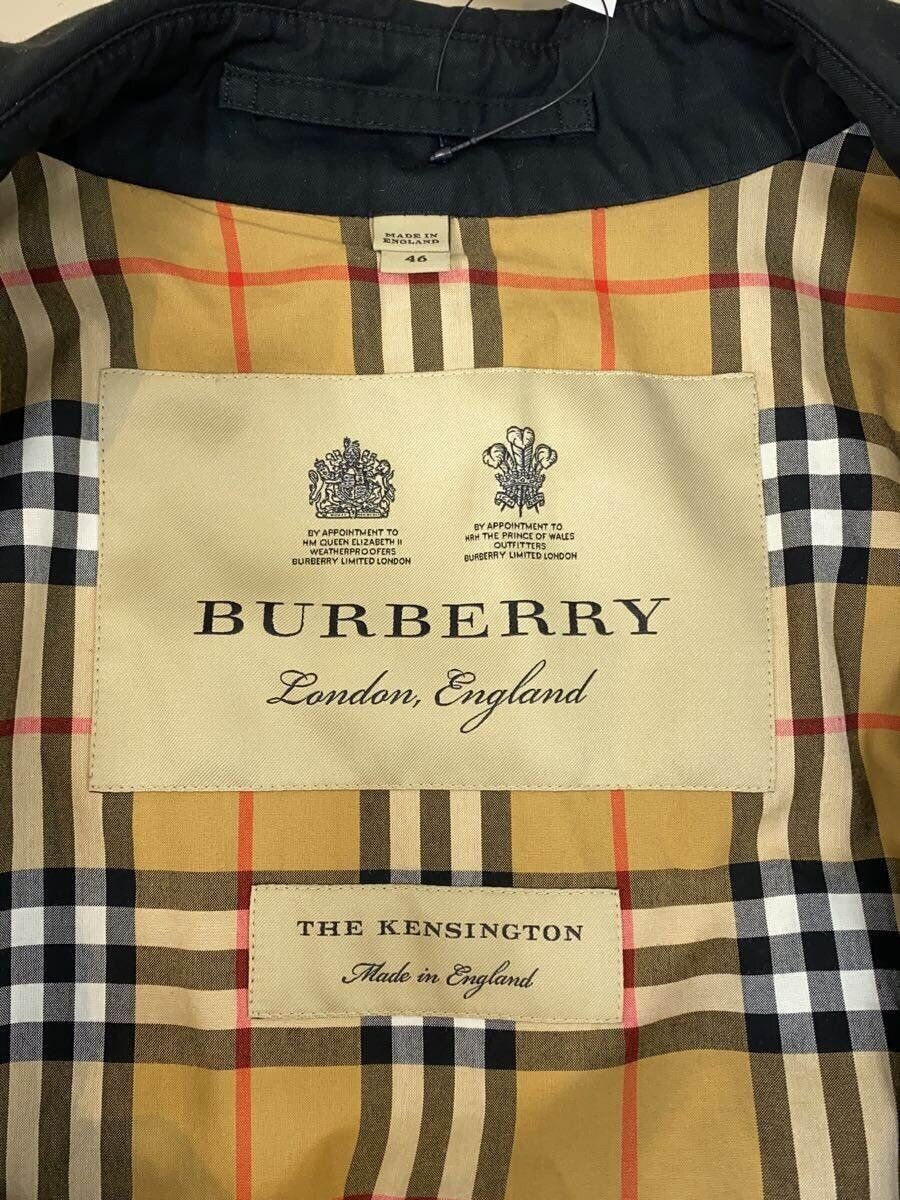 MADE IN
ENGLAND
46
BY APPOINTMENT TO
HM QUEEN ELIZABETH II
WEATHERPROOFERS
BURBERRY LIMITED LONDON
BY APPOINTMENT TO
HRH THE PRINCE OF WALES
OUTFITTERS
BURBERRY LIMITED LONDON
BURBERRY
London, England
THE KENSINGTON
Made in England